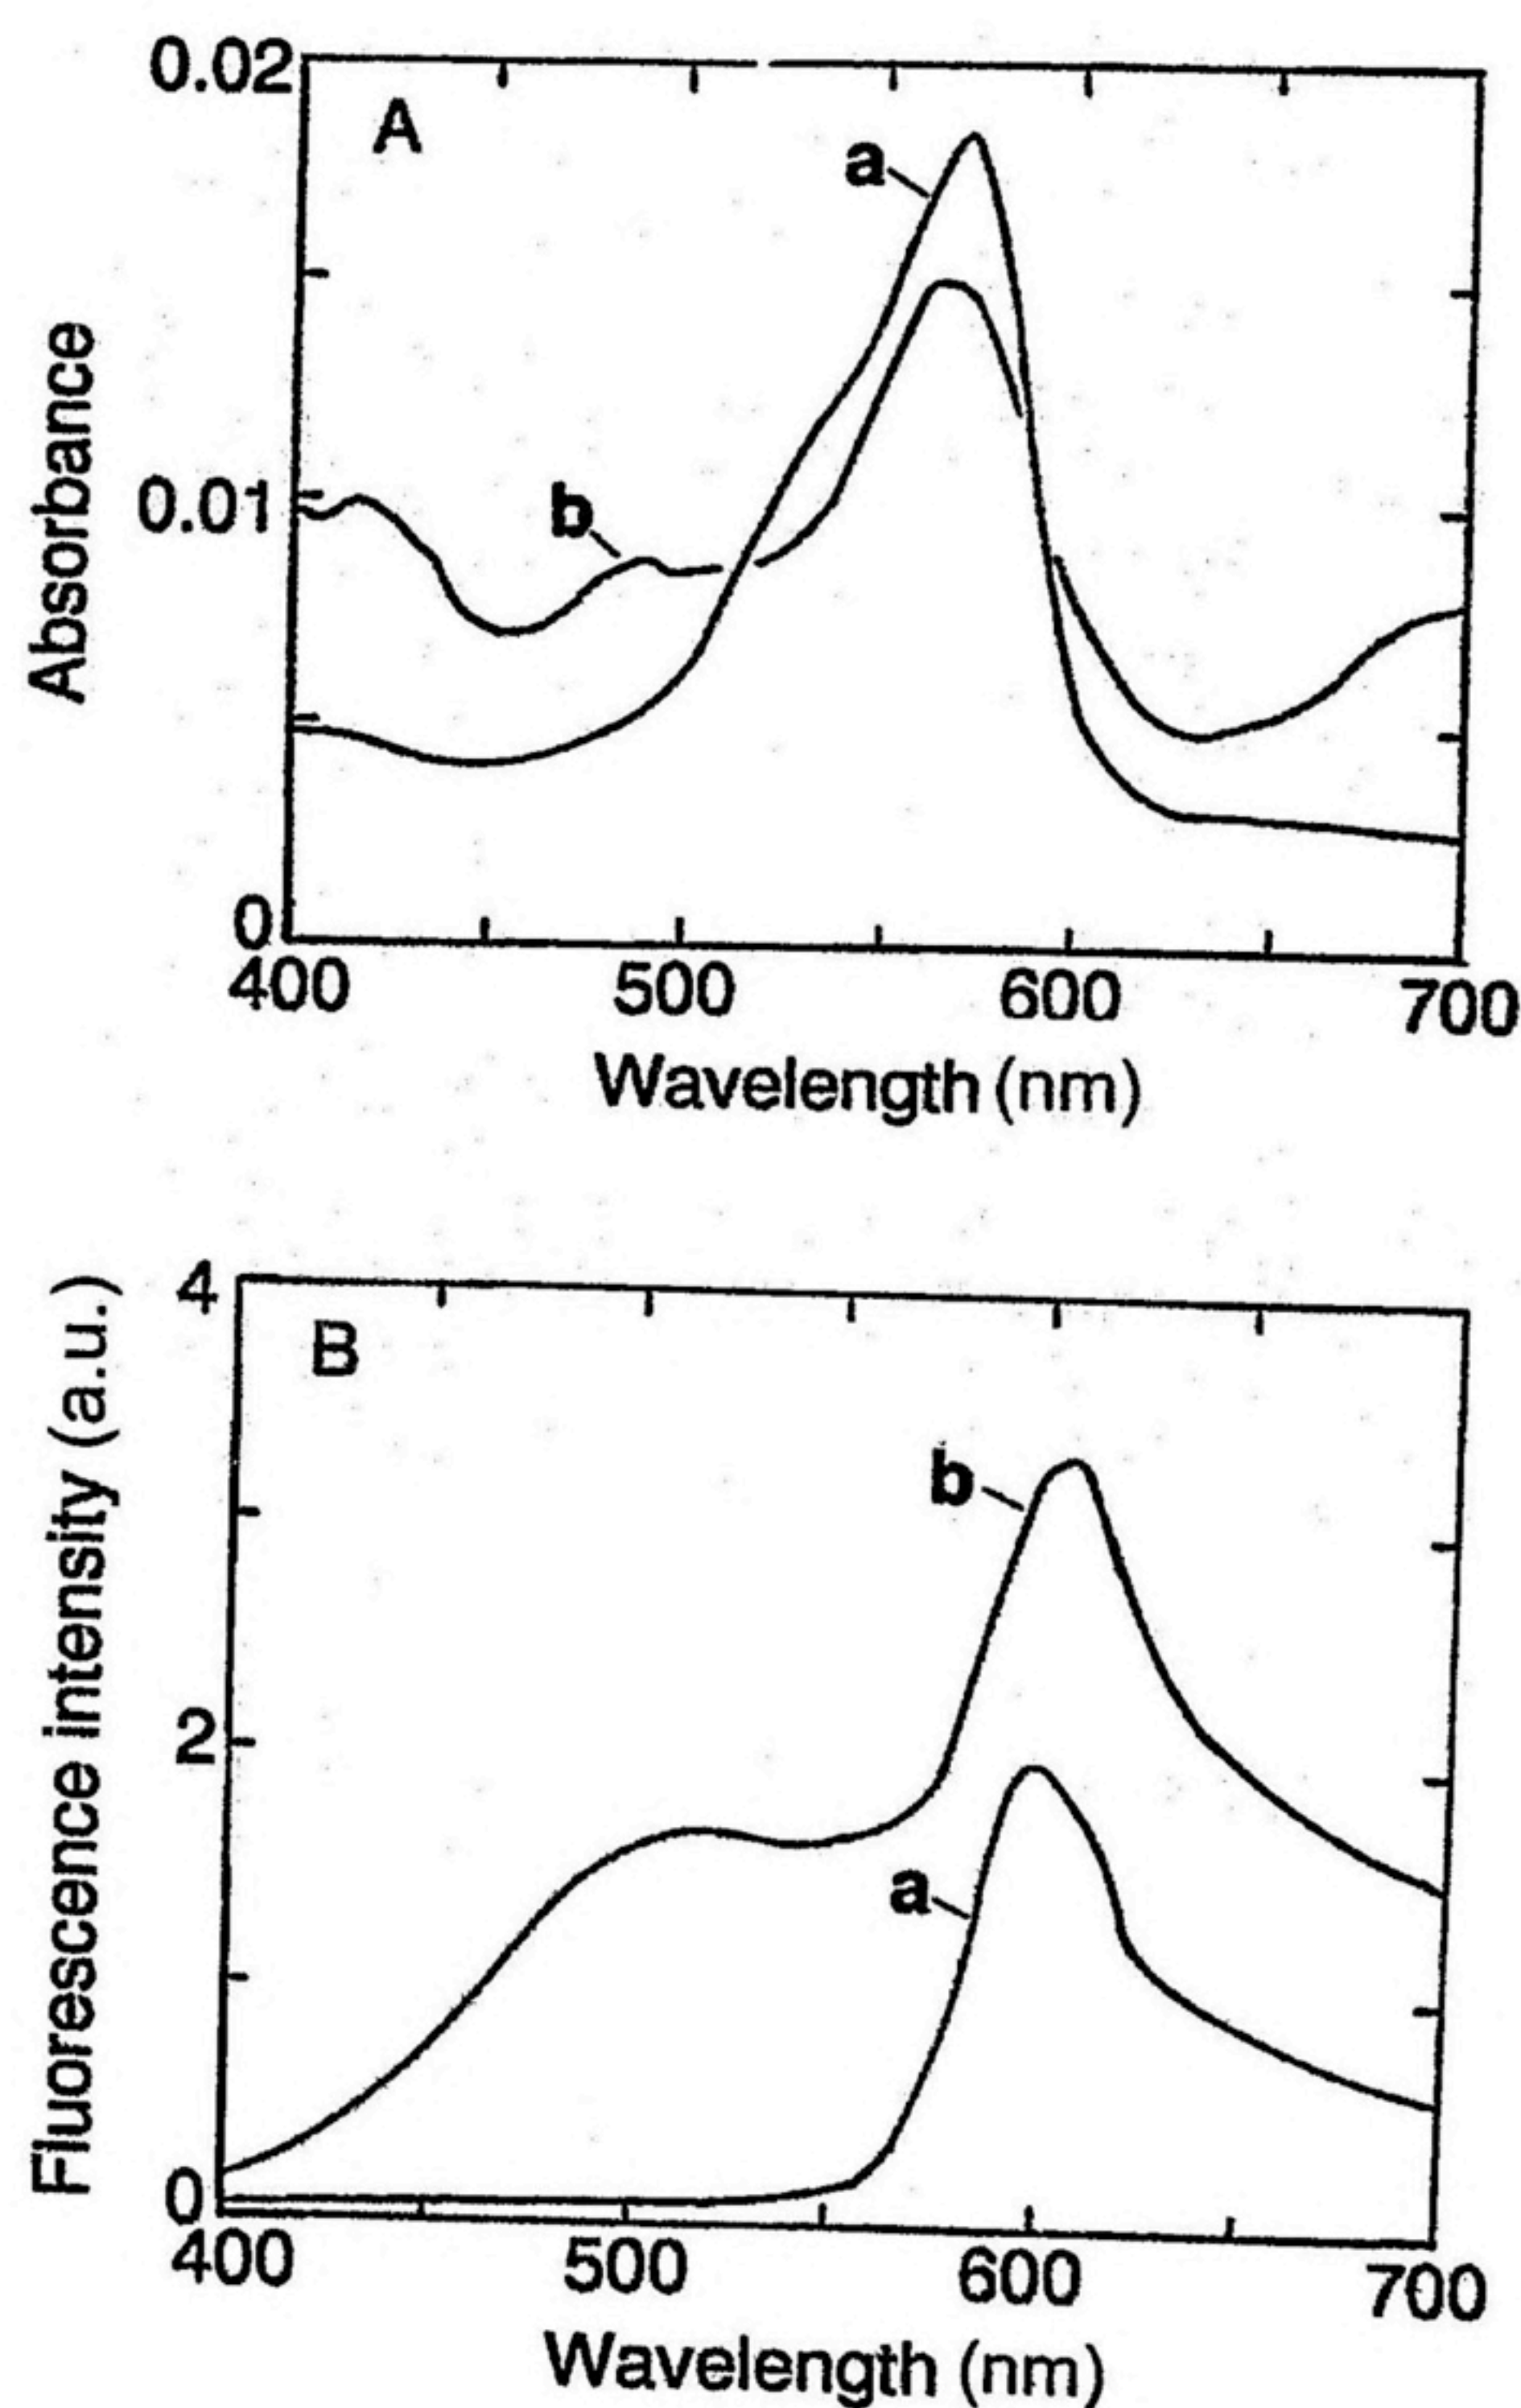 0.02
A
a
Absorbance
0.01
b
0
400 500 600 700
Wavelength (nm)
4
B
Fluorescence intensity (a.u.)
b
2
a
0
400 500 600 700
Wavelength (nm)